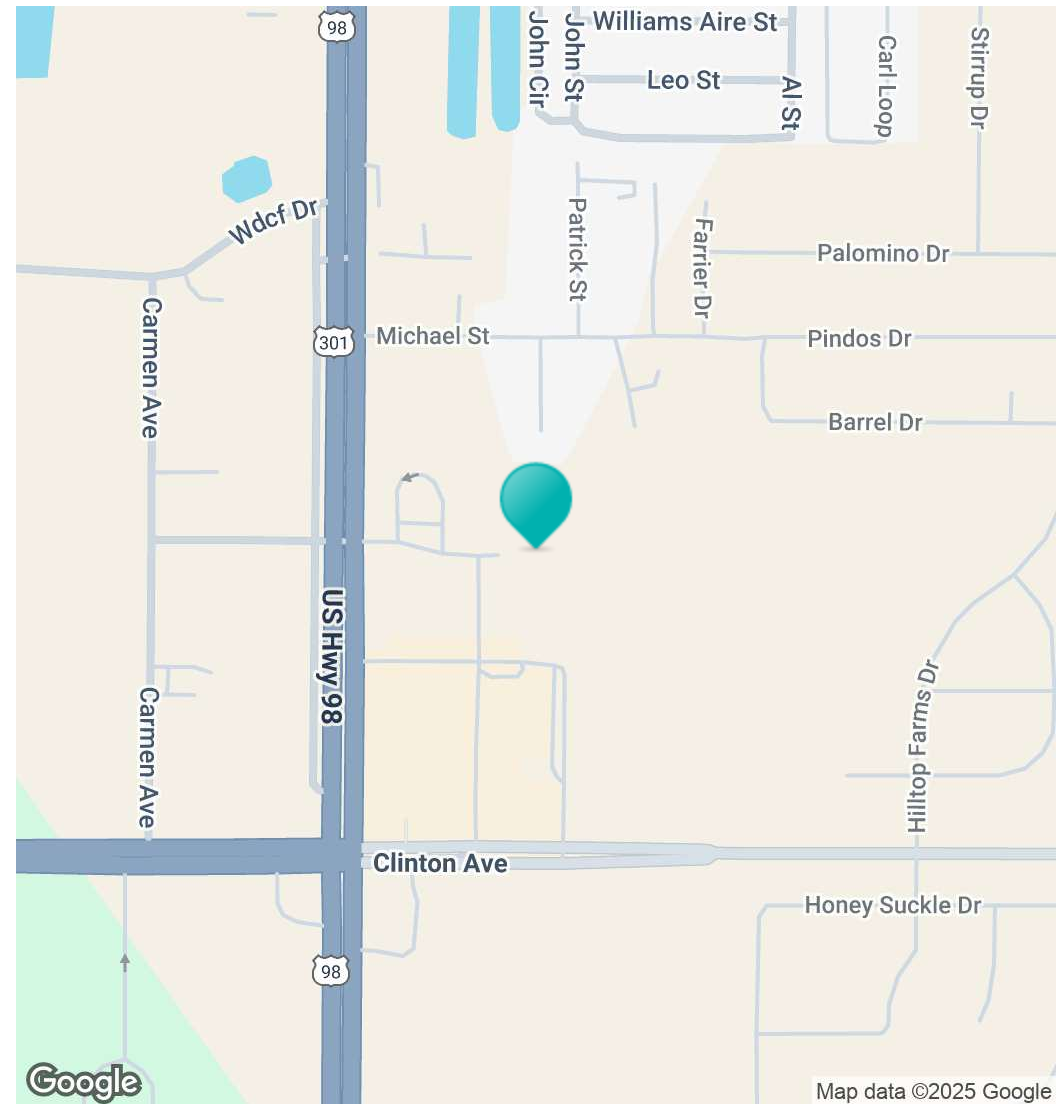 98
John Cir
John St
Williams Aire St
Leo St
Al St
Carl Loop
Stirrup Dr
Wdcf Dr
Patrick St
Farrier Dr
Palomino Dr
Carmen Ave
301
Michael St
Pindos Dr
Barrel Dr
US Hwy 98
Carmen Ave
Hilltop Farms Dr
Clinton Ave
Honey Suckle Dr
98
Google
Map data ©2025 Google